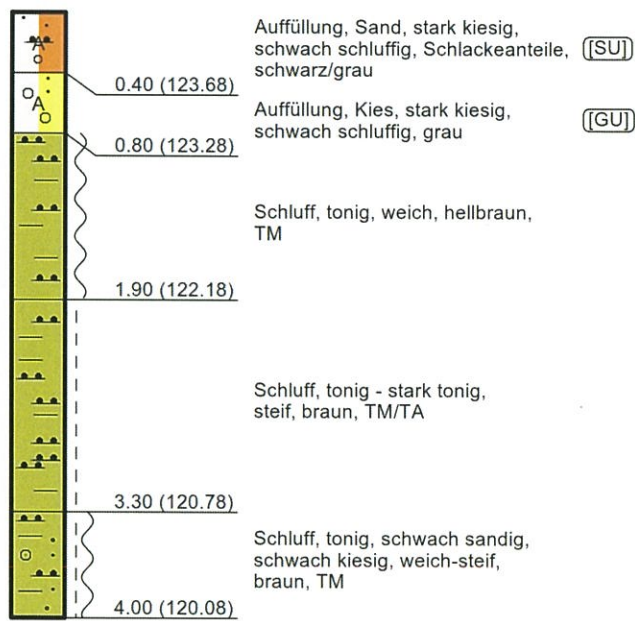 Auffüllung, Sand, stark kiesig,
schwach schluffig, Schlackeanteile, [SU]
schwarz/grau
A
0.40 (123.68)
Auffüllung, Kies, stark kiesig, [GU]
schwach schluffig, grau
A
0.80 (123.28)
Schluff, tonig, weich, hellbraun,
TM
1.90 (122.18)
Schluff, tonig - stark tonig,
steif, braun, TM/TA
3.30 (120.78)
Schluff, tonig, schwach sandig,
schwach kiesig, weich-steif,
braun, TM
4.00 (120.08)